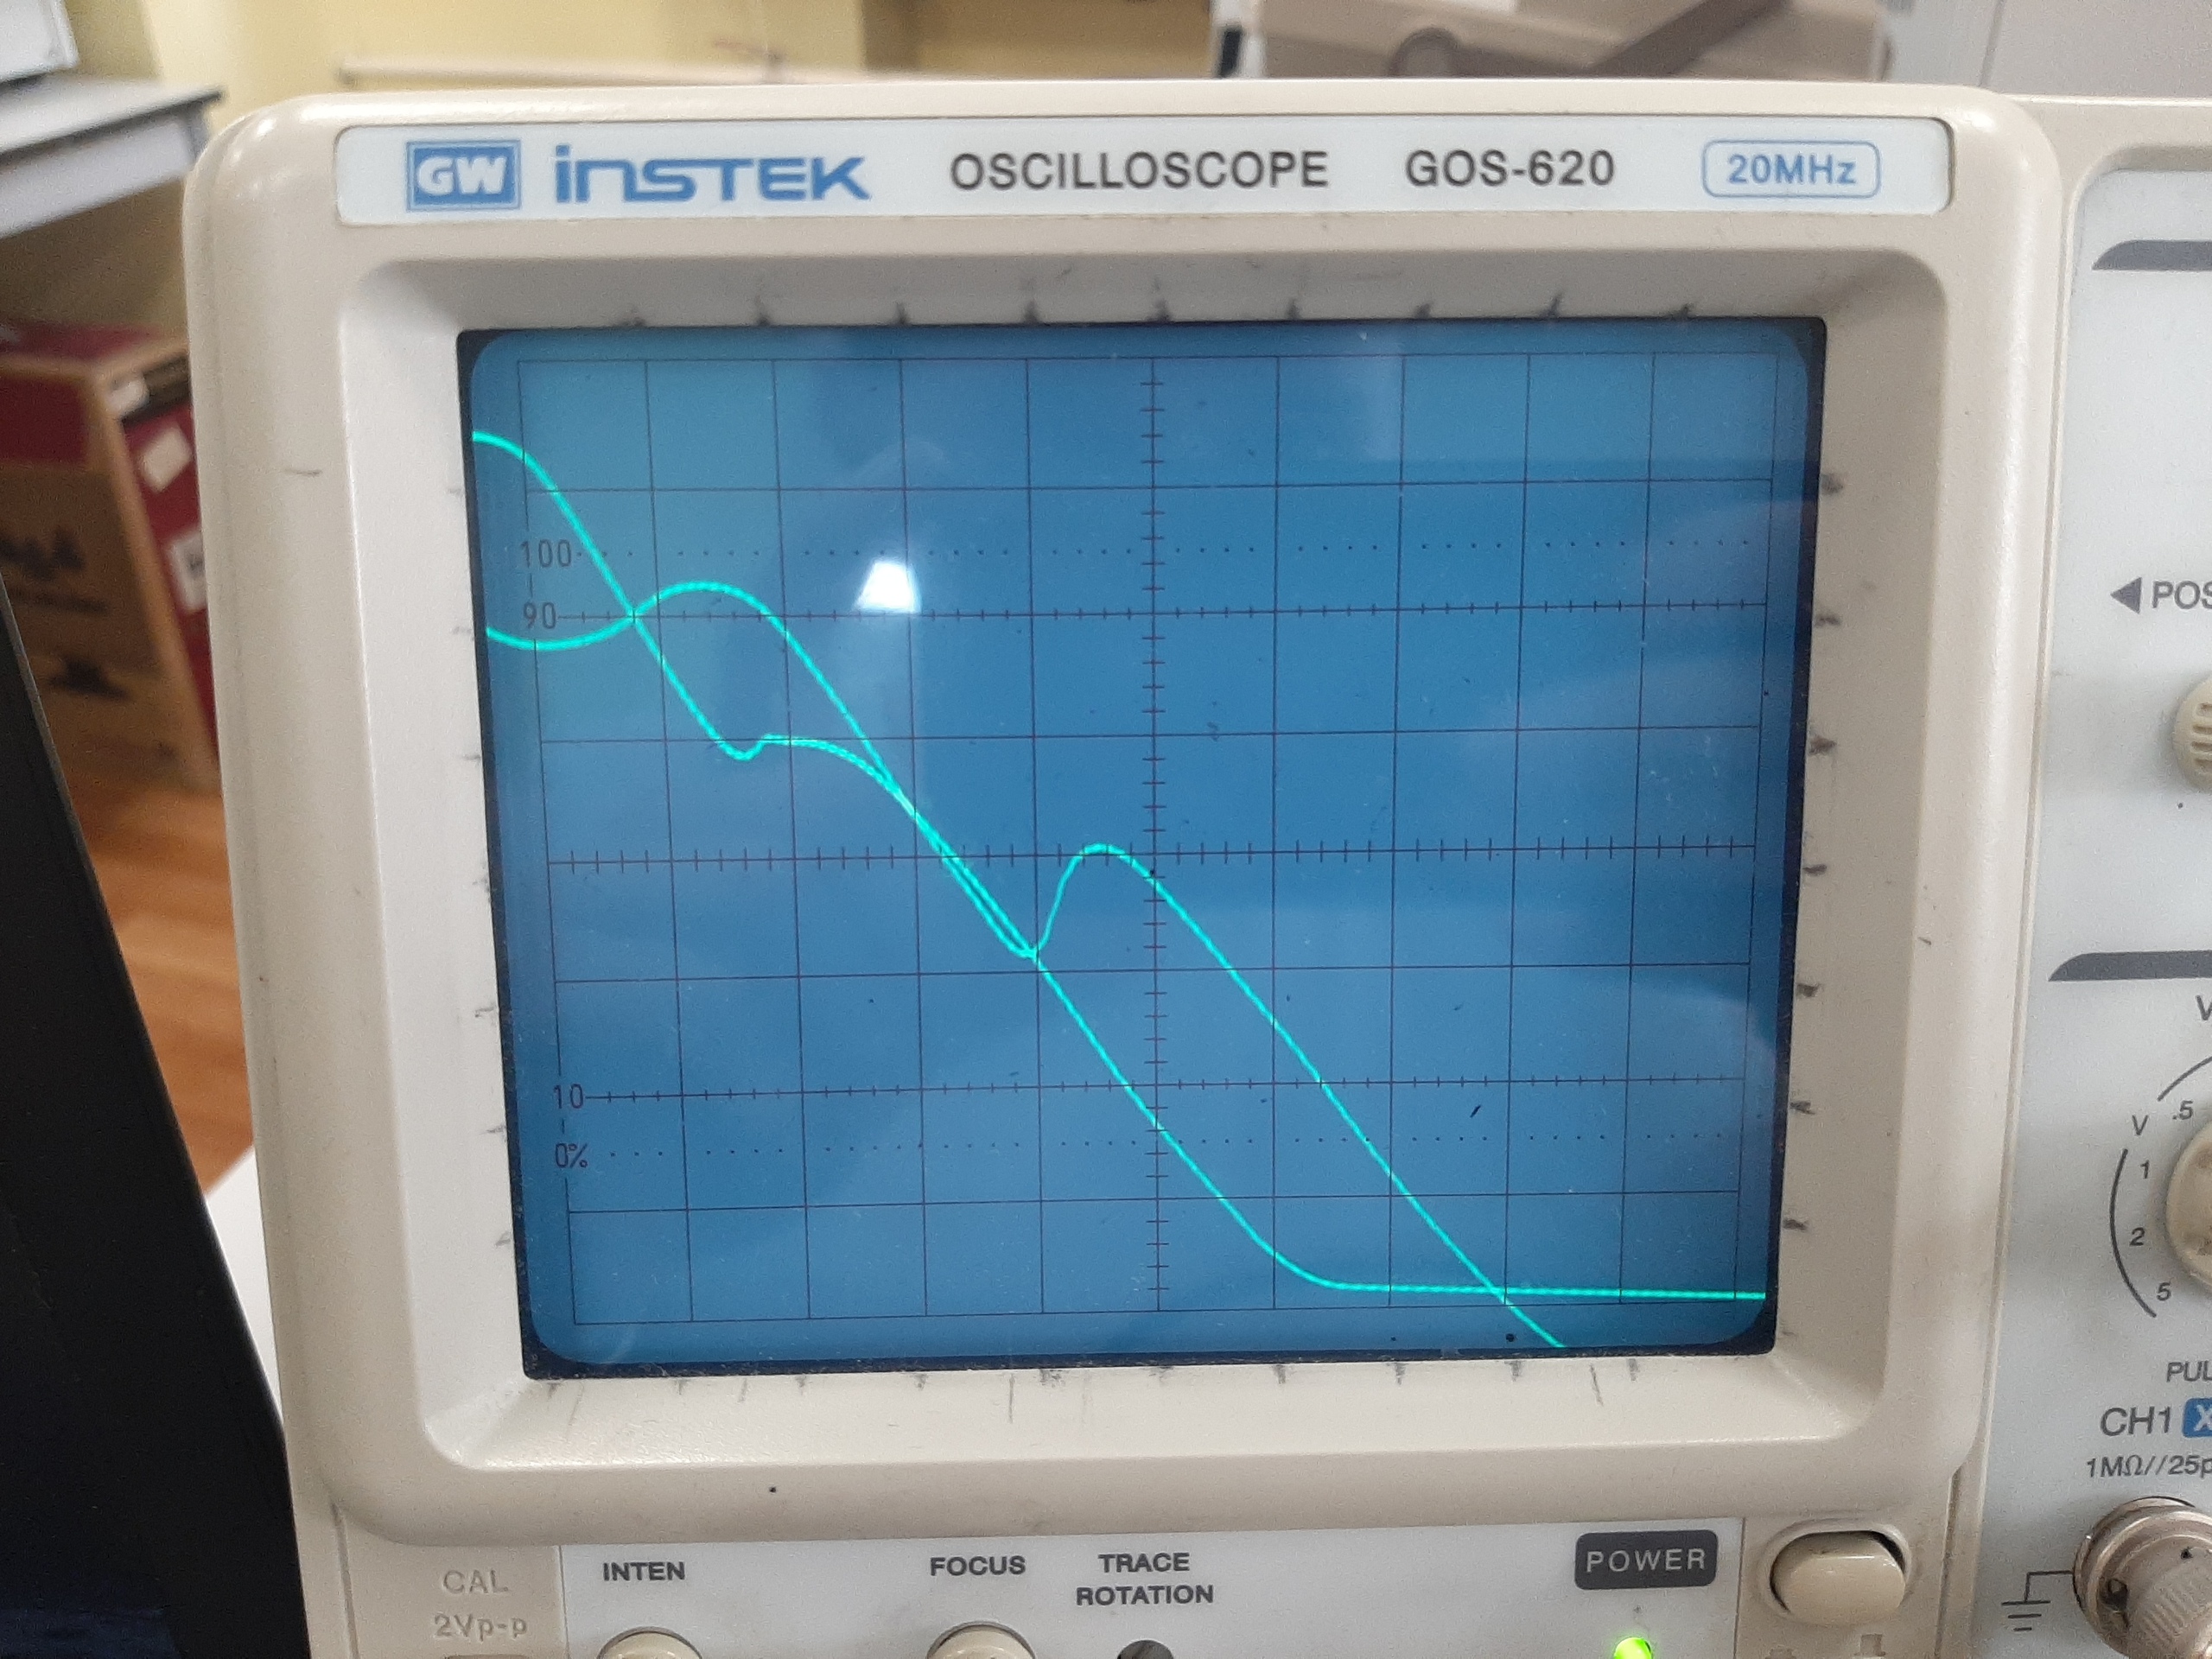 GW INSTEK OSCILLOSCOPE GOS-620 20MHz
100
90
10
0%
◀ POS
V
.5
V
1
2
5
PUL
CH1 X
1MΩ//25p
POWER
INTEN FOCUS TRACE ROTATION
CAL
2Vp-p